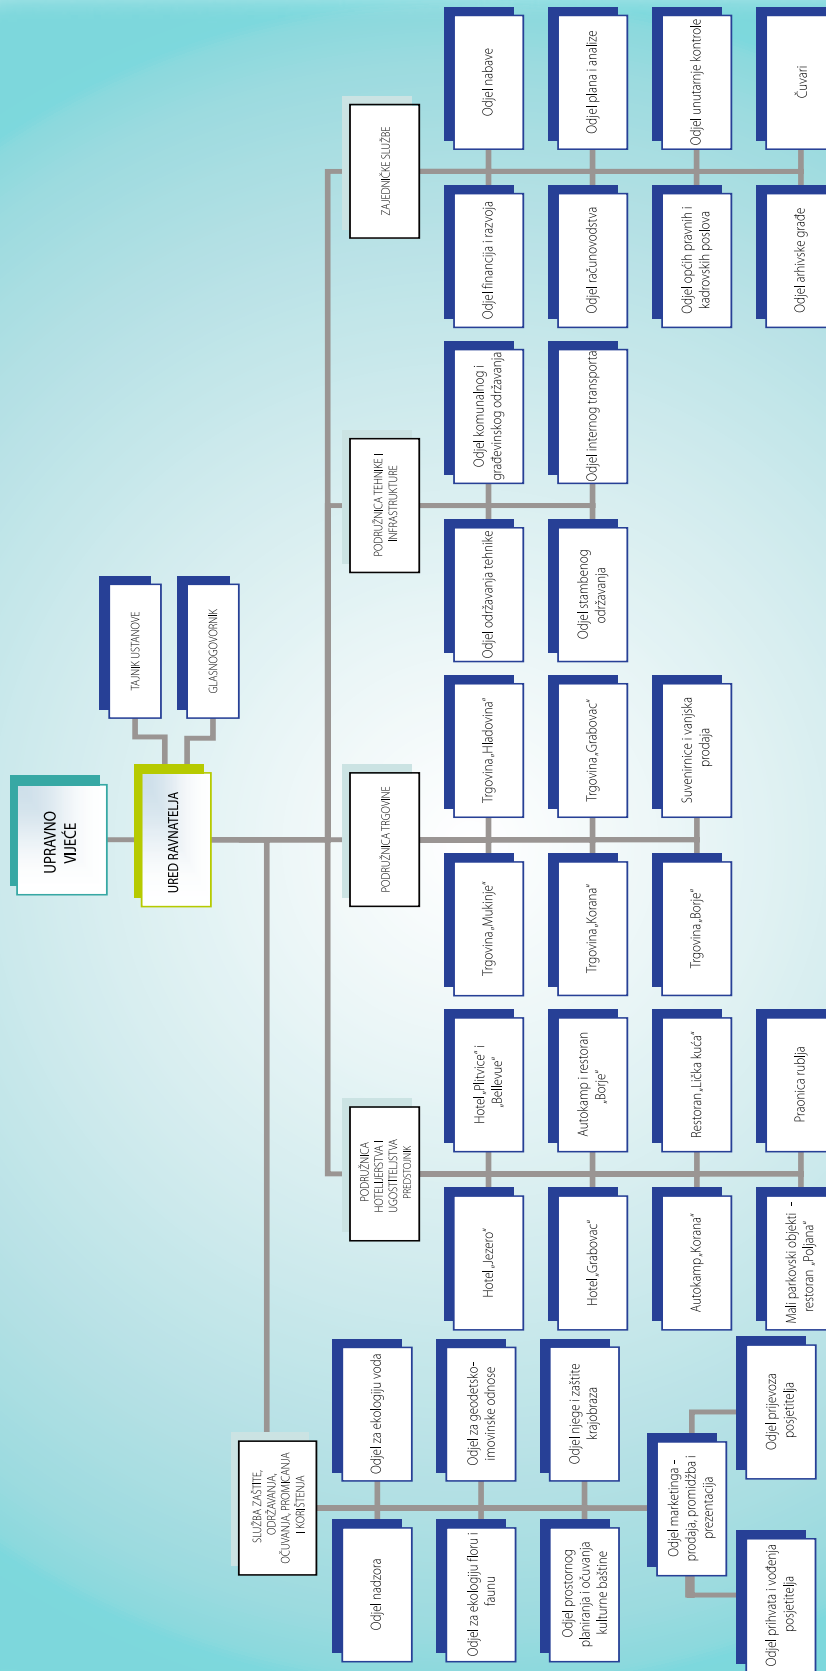 UPRAVNO
VIJEĆE
URED RAVNATELJA
TAJNIK USTANOVE
GLASNOGOVORNIK
SLUŽBA ZAŠTITE,
ODRŽAVANJA,
OČUVANJA, PROMICANJA
I KORIŠTENJA
Odjel nadzora
Odjel za ekologiju voda
Odjel za ekologiju floru i
faunu
Odjel za geodetsko-
imovinske odnose
Odjel prostornog
planiranja i očuvanja
kulturne baštine
Odjel njege i zaštite
krajobraza
Odjel marketinga -
prodaja, promidžba i
prezentacija
Odjel prihvata i vođenja
posjetitelja
Odjel prijevoza
posjetitelja
PODRUŽNICA
HOTELIJERSTVA I
UGOSTITELJSTVA
PREDSTOJNIK
Hotel „Jezero“
Hotel „Plitvice“ i
„Bellevue“
Hotel „Grabovac“
Autokamp i restoran
„Borje“
Autokamp „Korana“
Restoran „Lička kuća“
Mali parkovski objekti -
restoran „Poljana“
Praonica rublja
PODRUŽNICA TRGOVINE
Trgovina „Mukinje“
Trgovina „Hladovina“
Trgovina „Korana“
Trgovina „Grabovac“
Trgovina „Borje“
Suvenirnice i vanjska
prodaja
PODRUŽNICA TEHNIKE I
INFRASTRUKTURE
Odjel održavanja tehnike
Odjel komunalnog i
građevinskog održavanja
Odjel stambenog
održavanja
Odjel internog transporta
ZAJEDNIČKE SLUŽBE
Odjel financija i razvoja
Odjel nabave
Odjel računovodstva
Odjel plana i analize
Odjel općih pravnih i
kadrovskih poslova
Odjel unutarnje kontrole
Odjel arhivske građe
Čuvari